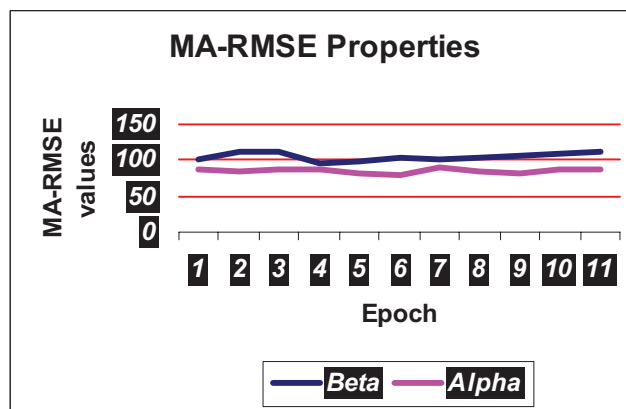 MA-RMSE Properties
MA-RMSE
values
150
100
50
0
1 2 3 4 5 6 7 8 9 10 11
Epoch
Beta Alpha